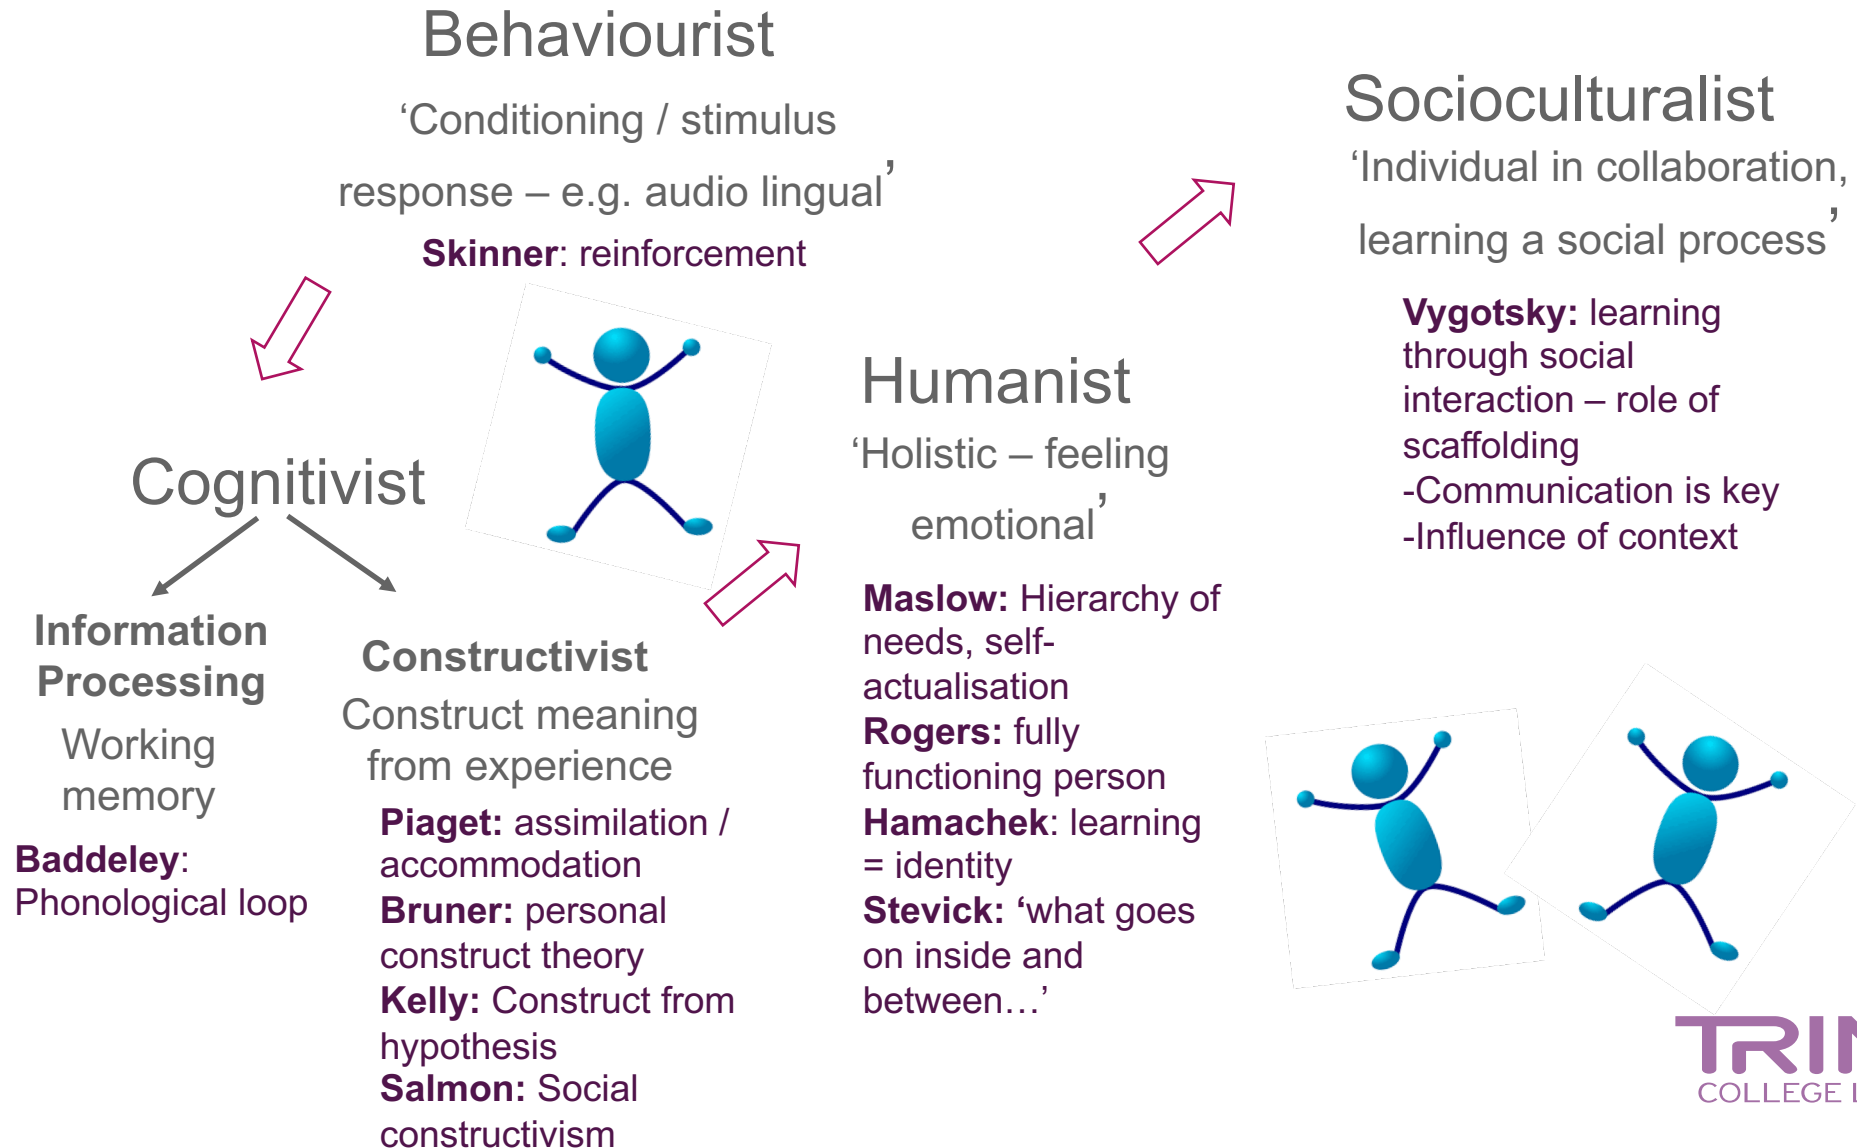 Behaviourist
‘Conditioning / stimulus
response – e.g. audio lingual’
Skinner: reinforcement
Cognitivist
Information
Processing
Working
memory
Baddeley:
Phonological loop
Constructivist
Construct meaning
from experience
Piaget: assimilation /
accommodation
Bruner: personal
construct theory
Kelly: Construct from
hypothesis
Salmon: Social
constructivism
Humanist
‘Holistic – feeling
emotional’
Maslow: Hierarchy of
needs, self-
actualisation
Rogers: fully
functioning person
Hamachek: learning
= identity
Stevick: ‘what goes
on inside and
between…’
Socioculturalist
‘Individual in collaboration,
learning a social process’
Vygotsky: learning
through social
interaction – role of
scaffolding
-Communication is key
-Influence of context
COLLEGE